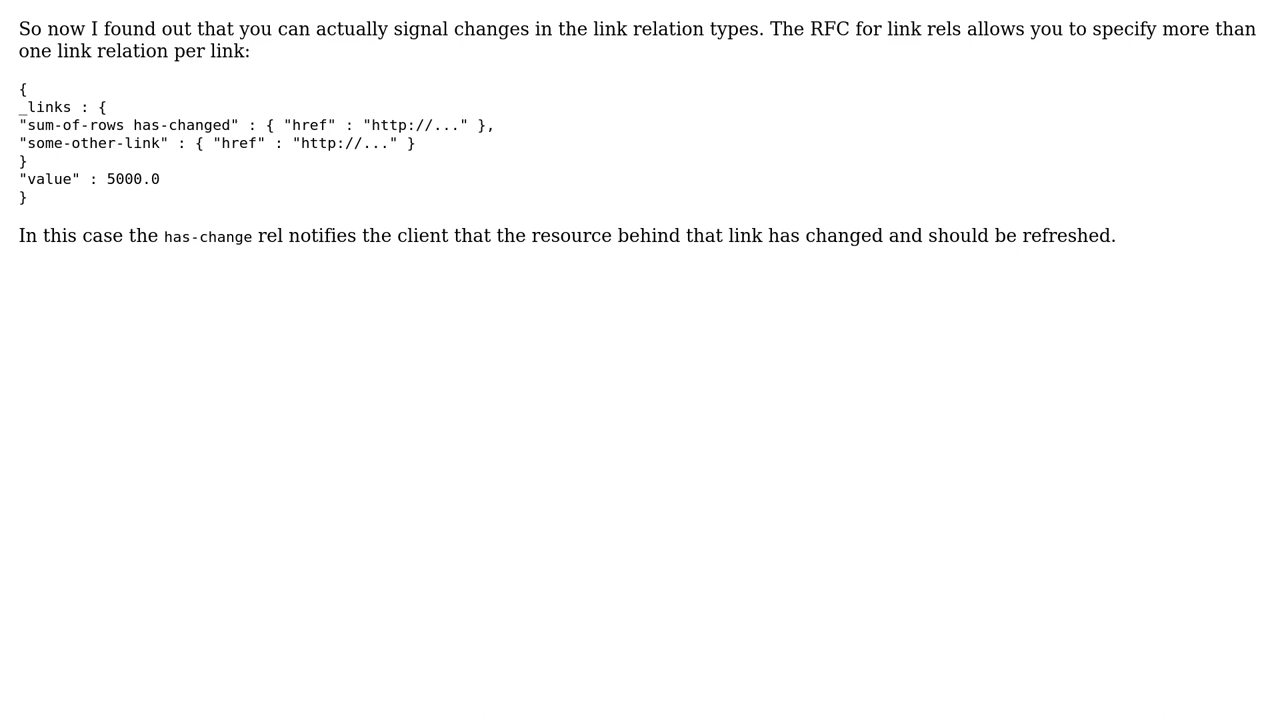 So now I found out that you can actually signal changes in the link relation types. The RFC for link rels allows you to specify more than
one link relation per link:
{
_links : {
"sum-of-rows has-changed" : { "href" : "http://..." },
"some-other-link" : { "href" : "http://..." }
}
"value" : 5000.0
}
In this case the has-change rel notifies the client that the resource behind that link has changed and should be refreshed.